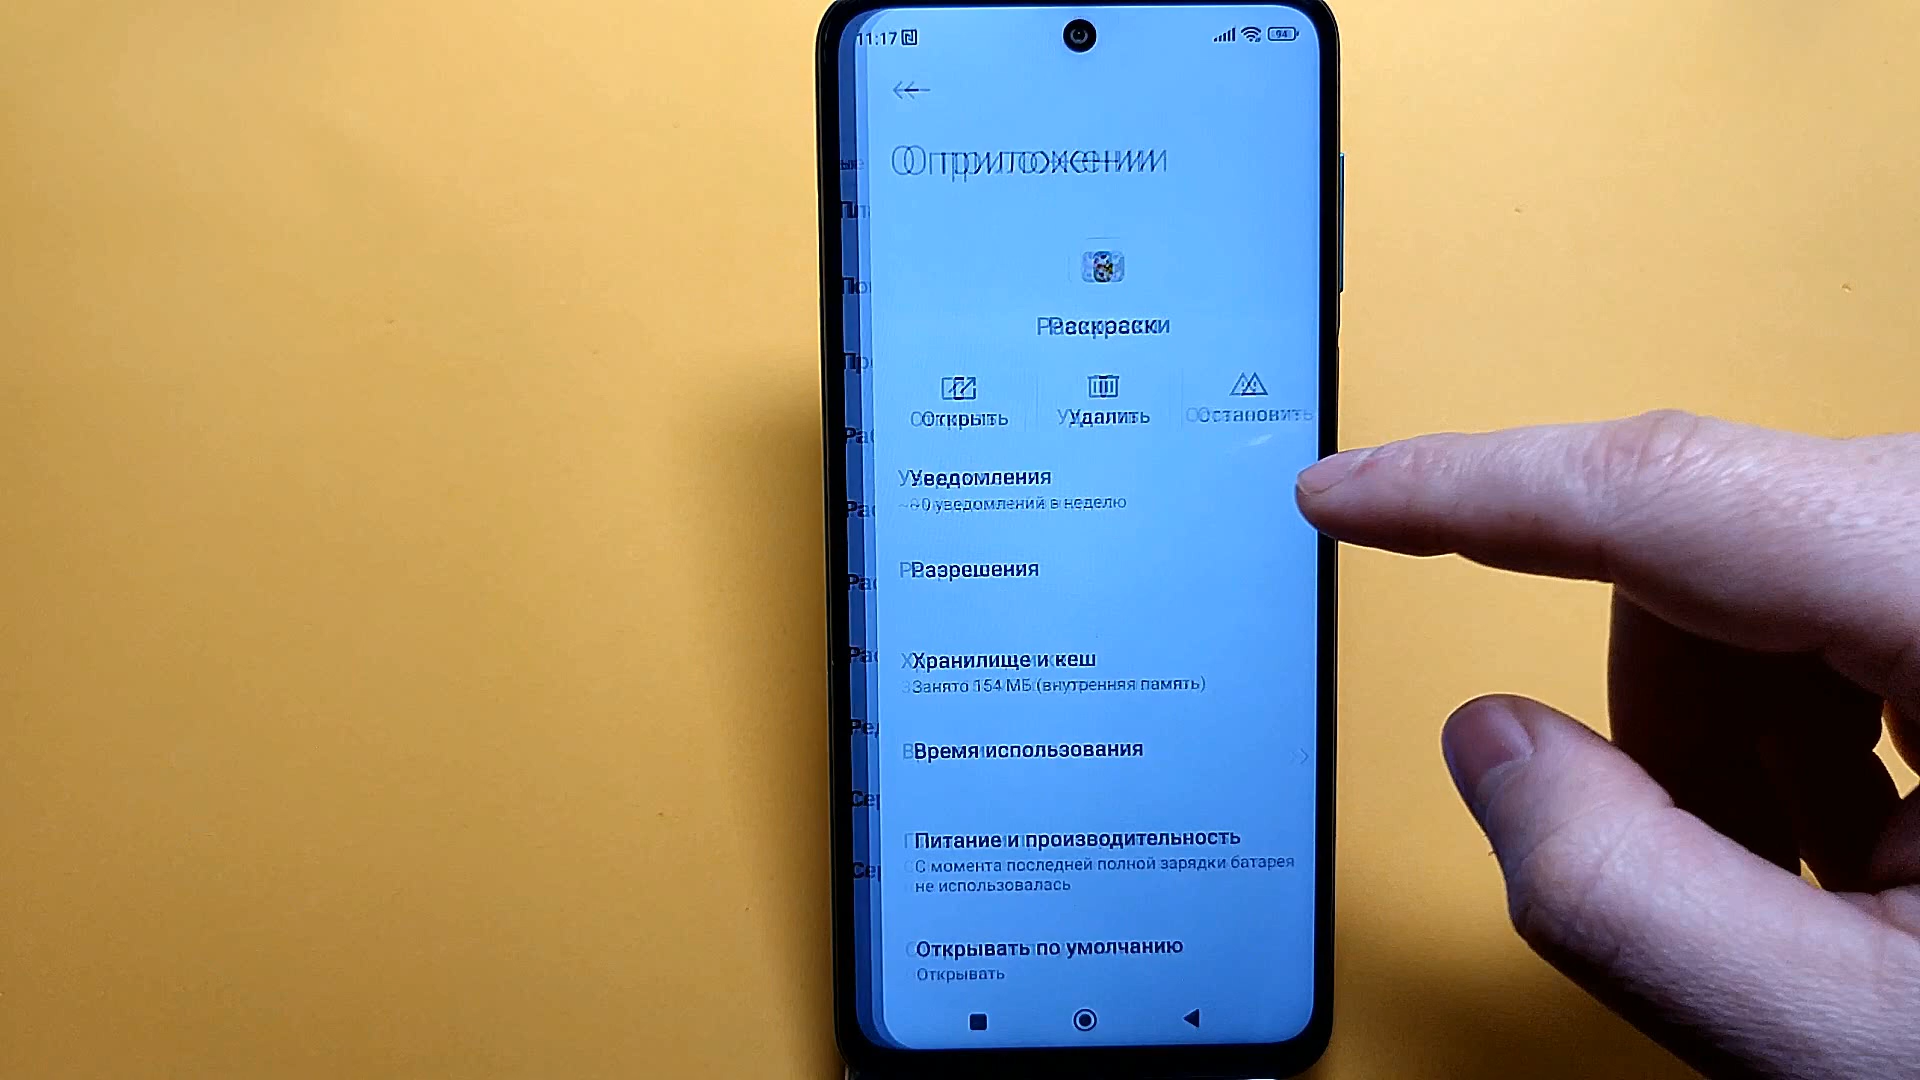 11:17
94
О приложении
Раскраски
Открыть
Удалить
Остановить
Уведомления
~0 уведомлений в неделю
Разрешения
Хранилище и кеш
Занято 154 МБ (внутренняя память)
Время использования
Питание и производительность
С момента последней полной зарядки батарея
не использовалась
Открывать по умолчанию
Открывать